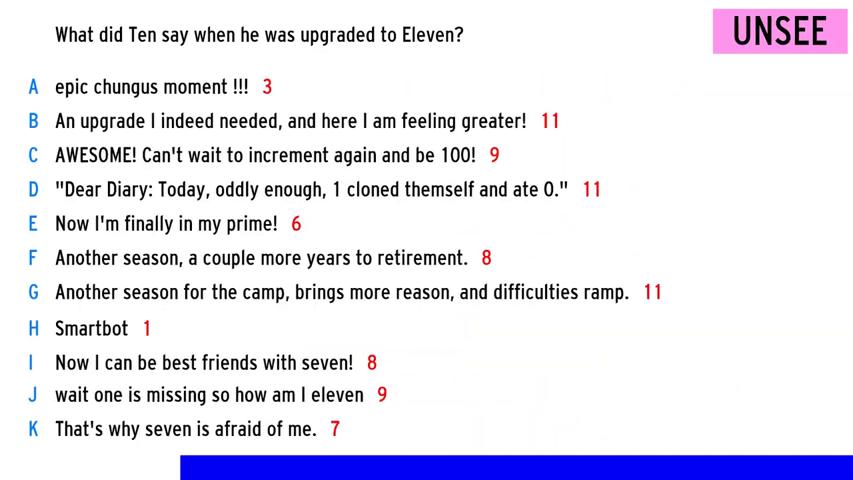 What did Ten say when he was upgraded to Eleven?
UNSEE
A epic chungus moment !!! 3
B An upgrade I indeed needed, and here I am feeling greater! 11
C AWESOME! Can't wait to increment again and be 100! 9
D "Dear Diary: Today, oddly enough, 1 cloned themself and ate 0." 11
E Now I'm finally in my prime! 6
F Another season, a couple more years to retirement. 8
G Another season for the camp, brings more reason, and difficulties ramp. 11
H Smartbot 1
I Now I can be best friends with seven! 8
J wait one is missing so how am I eleven 9
K That's why seven is afraid of me. 7